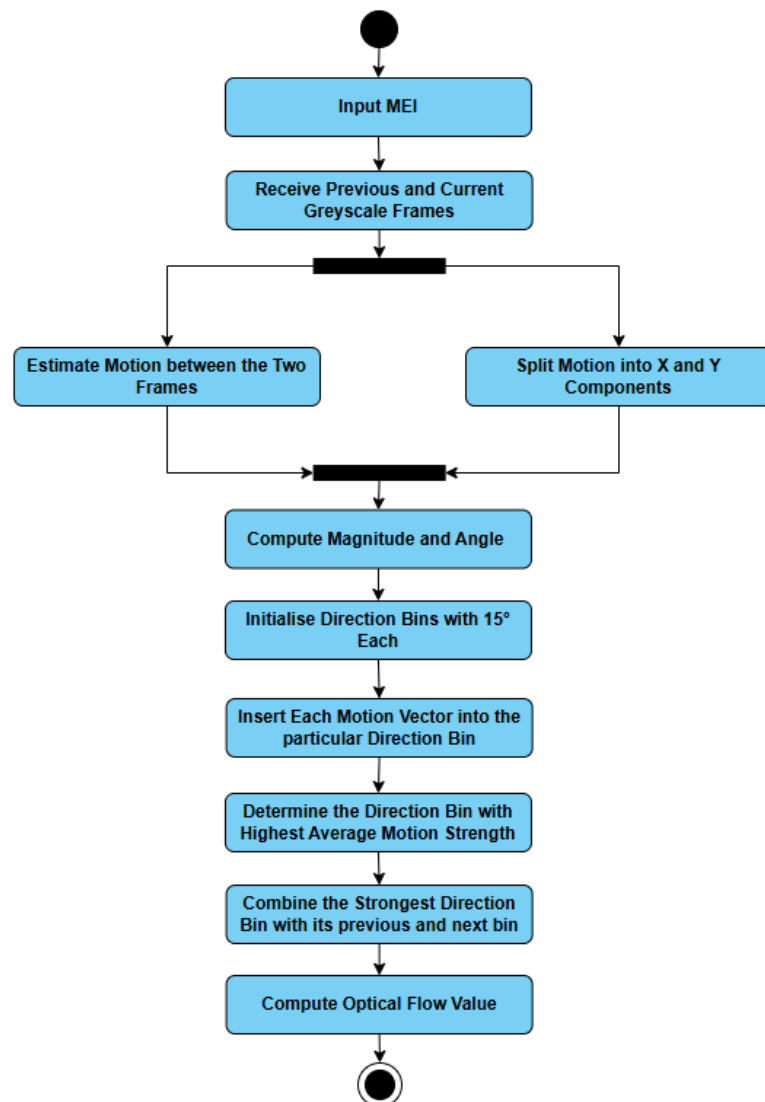 Input MEI
Receive Previous and Current
Greyscale Frames
Estimate Motion between the Two
Frames
Split Motion into X and Y
Components
Compute Magnitude and Angle
Initialise Direction Bins with 15°
Each
Insert Each Motion Vector into the
particular Direction Bin
Determine the Direction Bin with
Highest Average Motion Strength
Combine the Strongest Direction
Bin with its previous and next bin
Compute Optical Flow Value